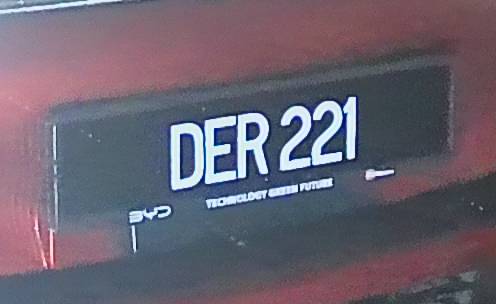 DER 221
TECHNOLOGY GREEN FUTURE
BYD